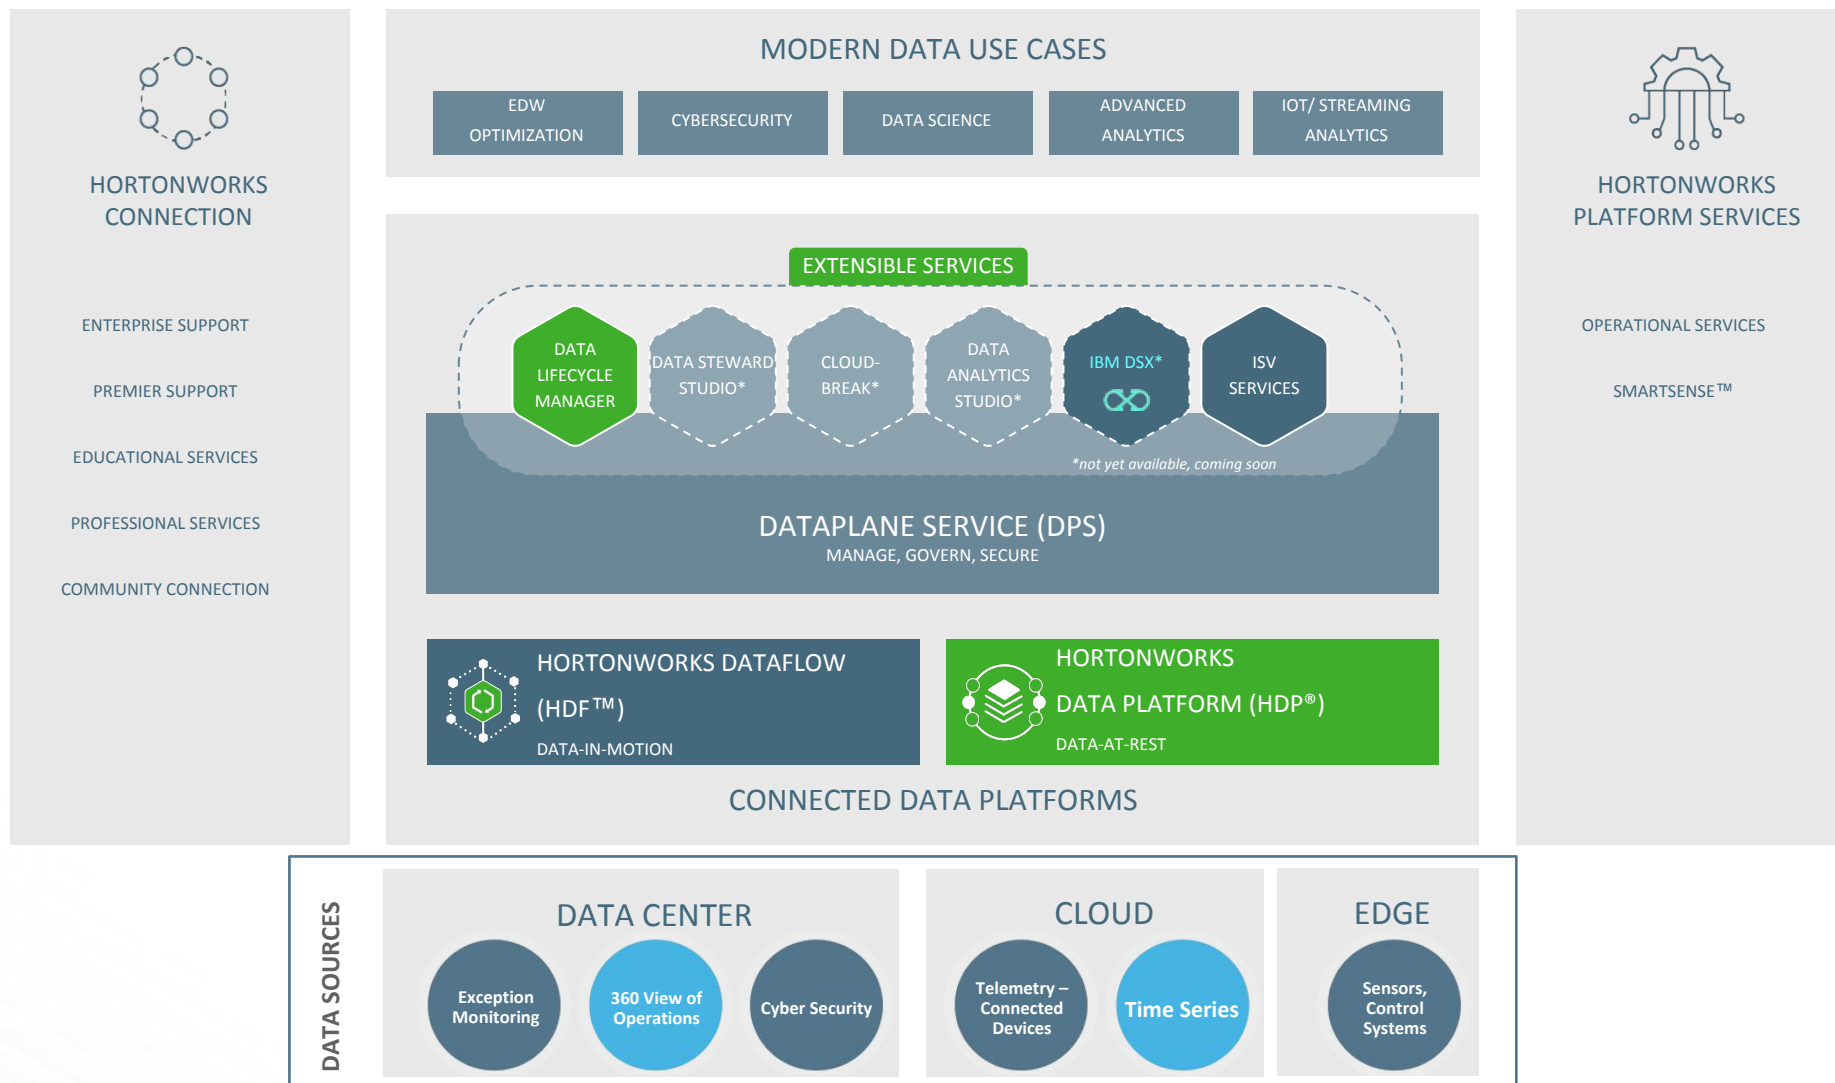 HORTONWORKS
CONNECTION
ENTERPRISE SUPPORT
PREMIER SUPPORT
EDUCATIONAL SERVICES
PROFESSIONAL SERVICES
COMMUNITY CONNECTION
MODERN DATA USE CASES
EDW
OPTIMIZATION
CYBERSECURITY
DATA SCIENCE
ADVANCED
ANALYTICS
IOT/ STREAMING
ANALYTICS
EXTENSIBLE SERVICES
DATA
LIFECYCLE
MANAGER
DATA STEWARD
STUDIO*
CLOUD-
BREAK*
DATA
ANALYTICS
STUDIO*
IBM DSX*
ISV
SERVICES
*not yet available, coming soon
DATAPLANE SERVICE (DPS)
MANAGE, GOVERN, SECURE
HORTONWORKS DATAFLOW
(HDF™)
DATA-IN-MOTION
HORTONWORKS
DATA PLATFORM (HDP®)
DATA-AT-REST
CONNECTED DATA PLATFORMS
HORTONWORKS
PLATFORM SERVICES
OPERATIONAL SERVICES
SMARTSENSE™
DATA SOURCES
DATA CENTER
Exception
Monitoring
360 View of
Operations
Cyber Security
CLOUD
Telemetry –
Connected
Devices
Time Series
EDGE
Sensors,
Control
Systems